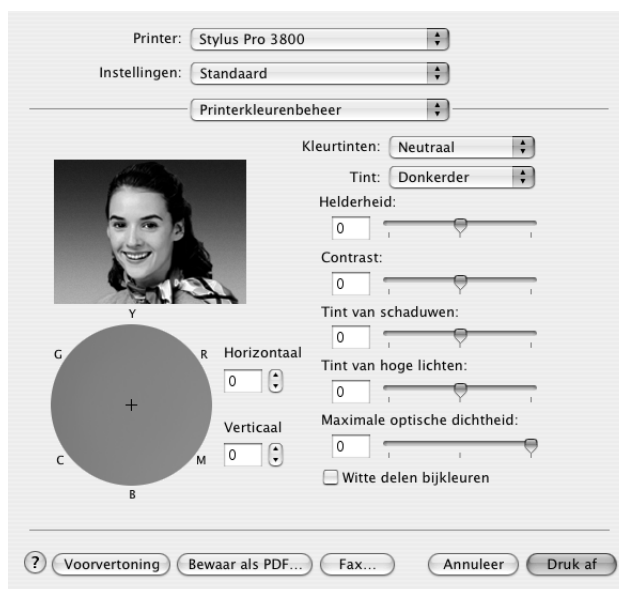 Printer: Stylus Pro 3800
Instellingen: Standaard
Printerkleurenbeheer
Kleurtinten: Neutraal
Tint: Donkerder
Helderheid:
0
Contrast:
0
Tint van schaduwen:
0
Tint van hoge lichten:
0
Maximale optische dichtheid:
0
Witte delen bijkleuren
Y
G
R
C
M
B
Horizontaal
0
Verticaal
0
? Voorvertoning Bewaar als PDF... Fax... Annuleer Druk af